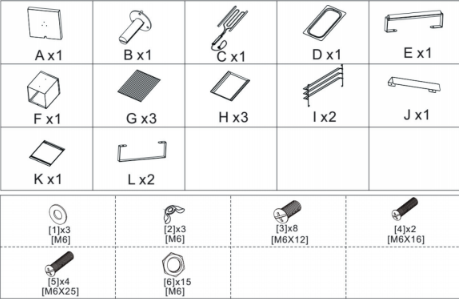 A x1 B x1 C x1 D x1 E x1
F x1 G x3 H x3 I x2 J x1
K x1 L x2
[1]x3 [2]x3 [3]x8 [4]x2
[M6] [M6] [M6X12] [M6X16]
[5]x4 [6]x15
[M6X25] [M6]